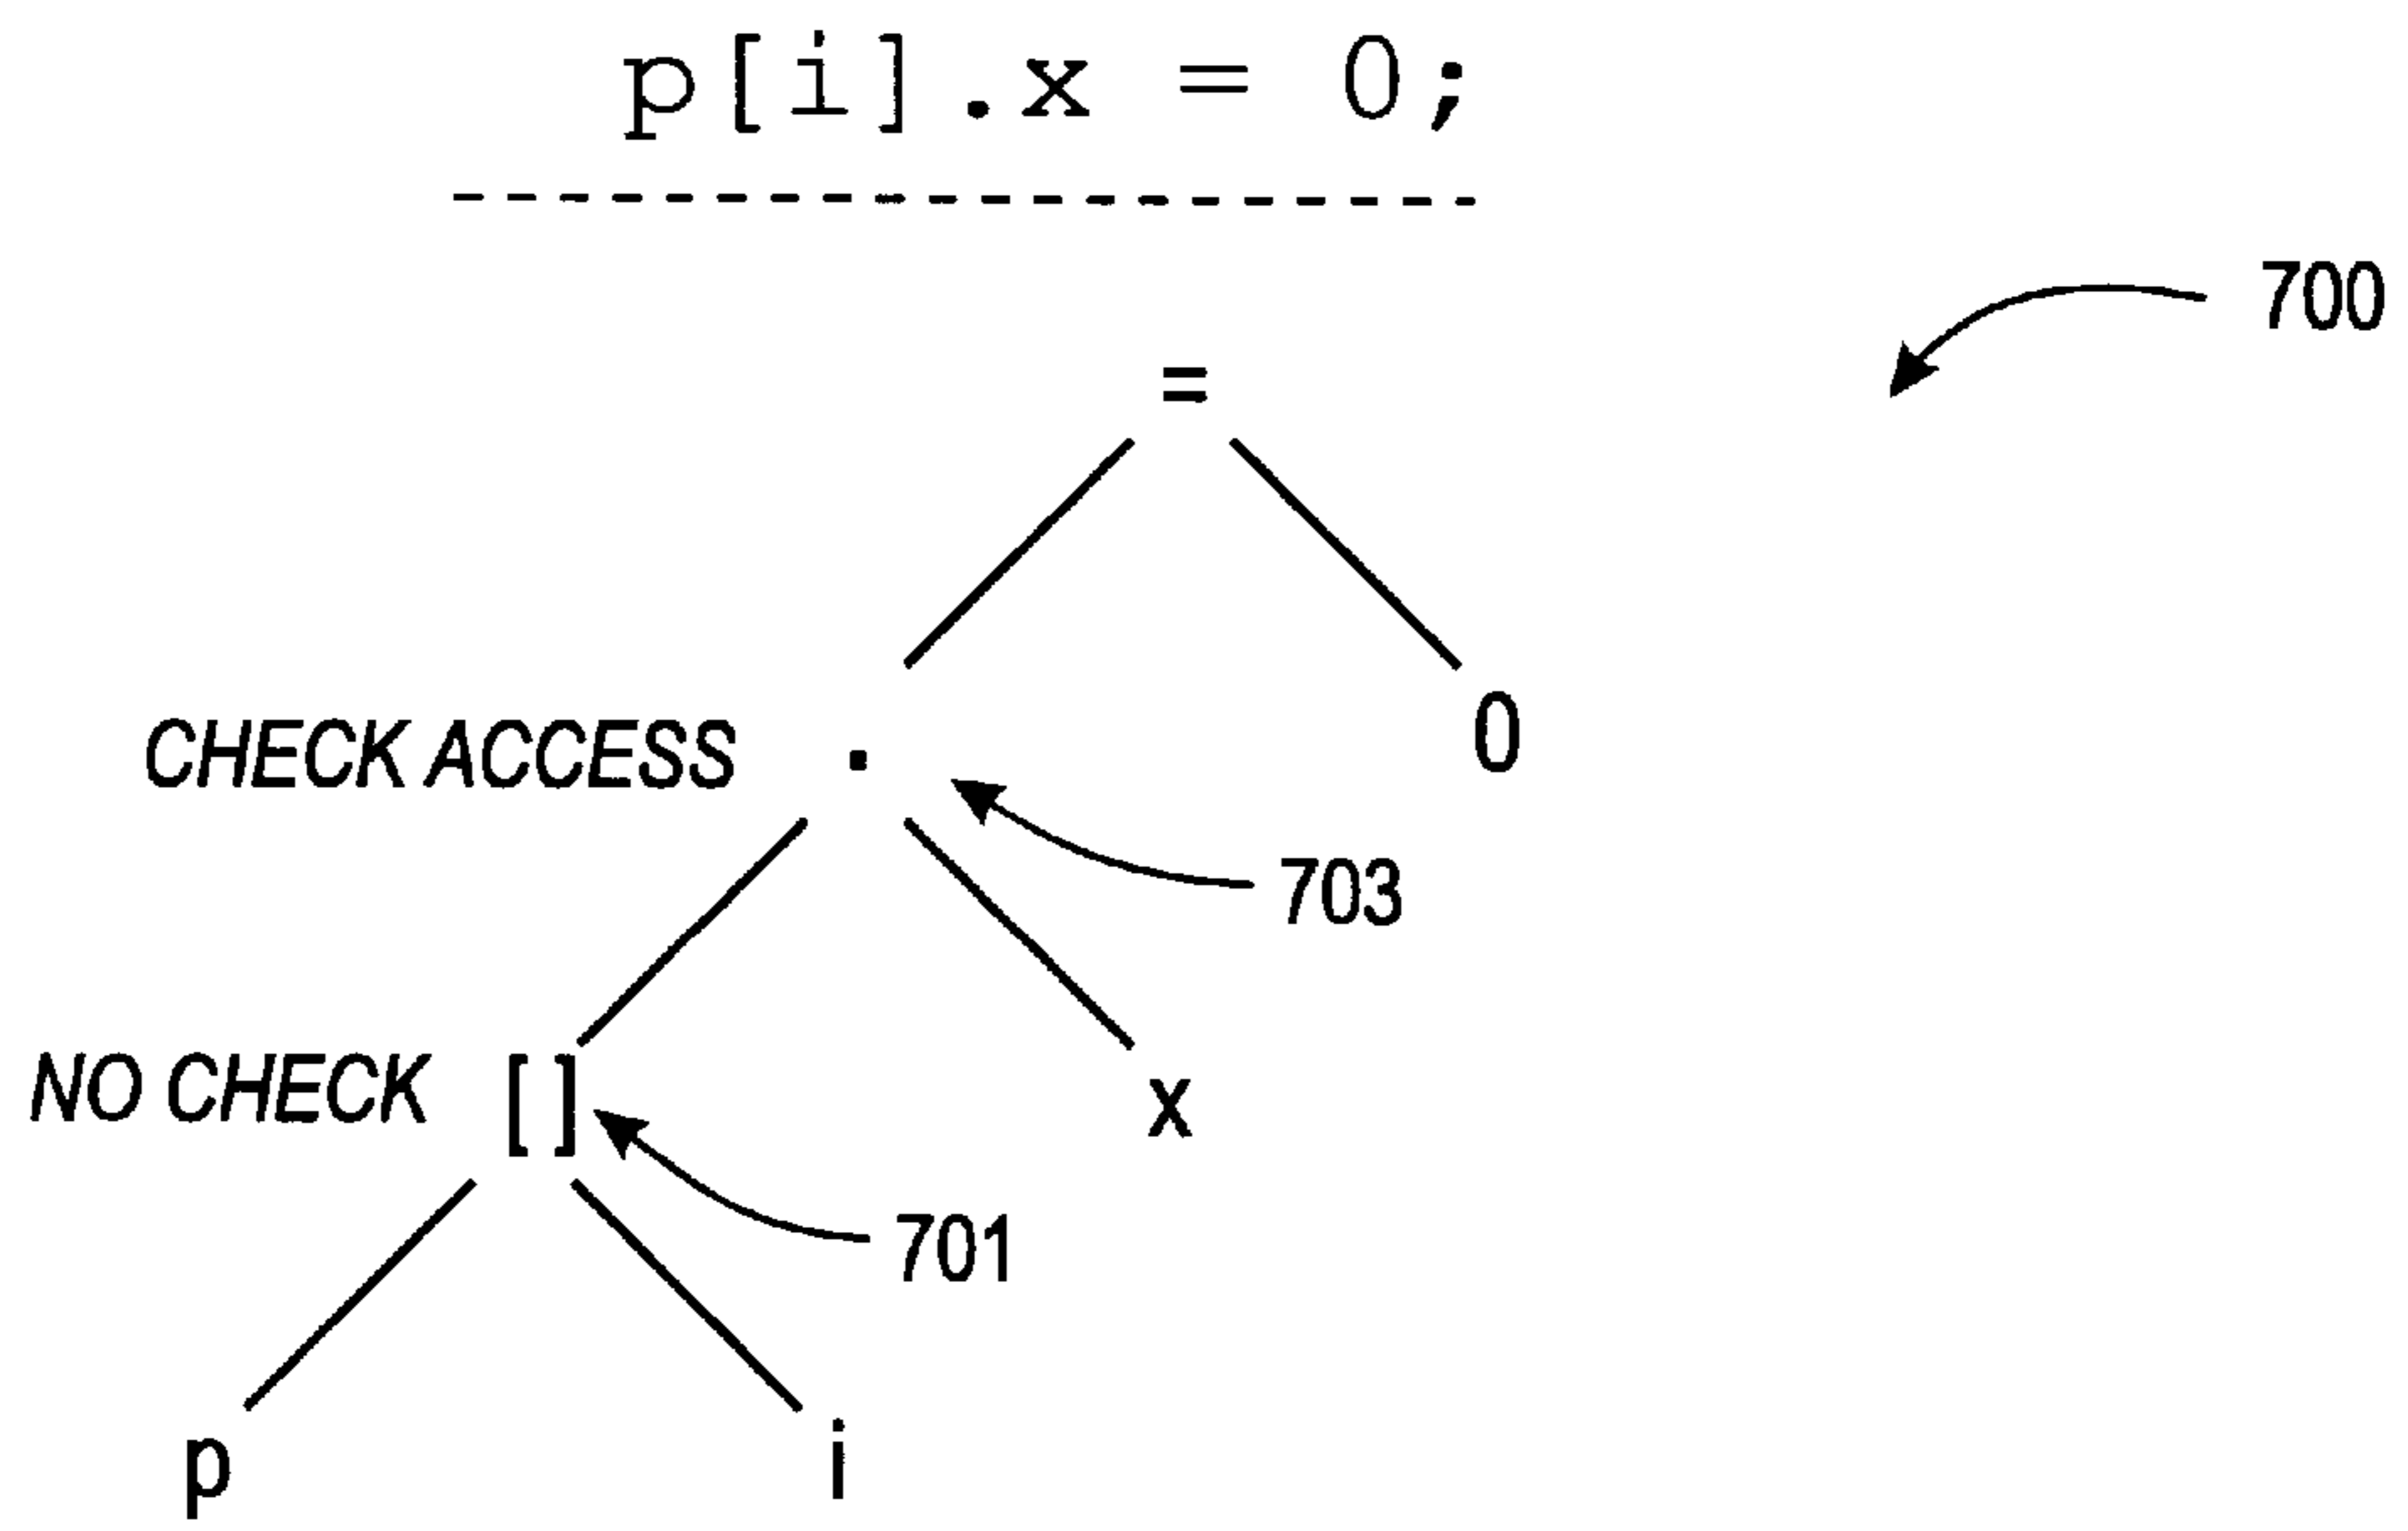 p[i].x = 0;
700
=
CHECK ACCESS .
0
703
NO CHECK []
x
701
p
i